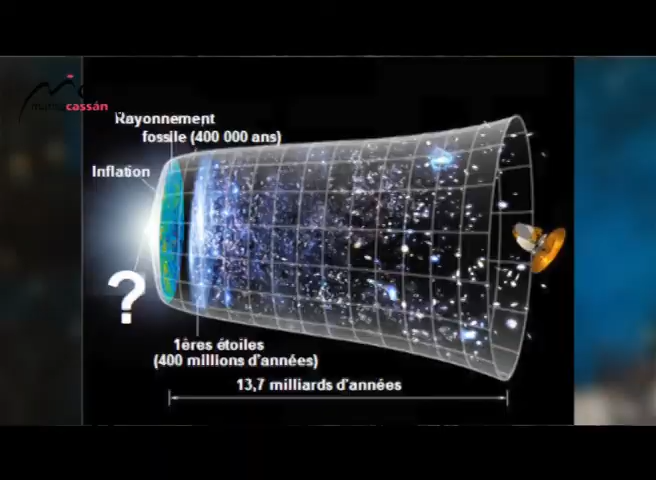 cassán
Rayonnement
fossile (400 000 ans)
Inflation
?
1ères étoiles
(400 millions d'années)
13,7 milliards d'années